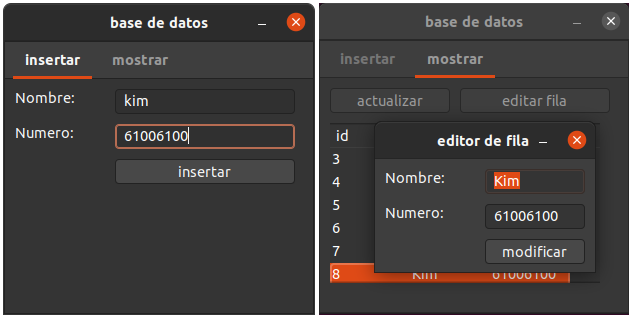 base de datos
insertar mostrar
Nombre: kim
Numero: 61006100
insertar
base de datos
insertar mostrar
actualizar editar fila
id
3
4
5
6
7
8 Kim 61006100
editor de fila
Nombre: Kim
Numero: 61006100
modificar